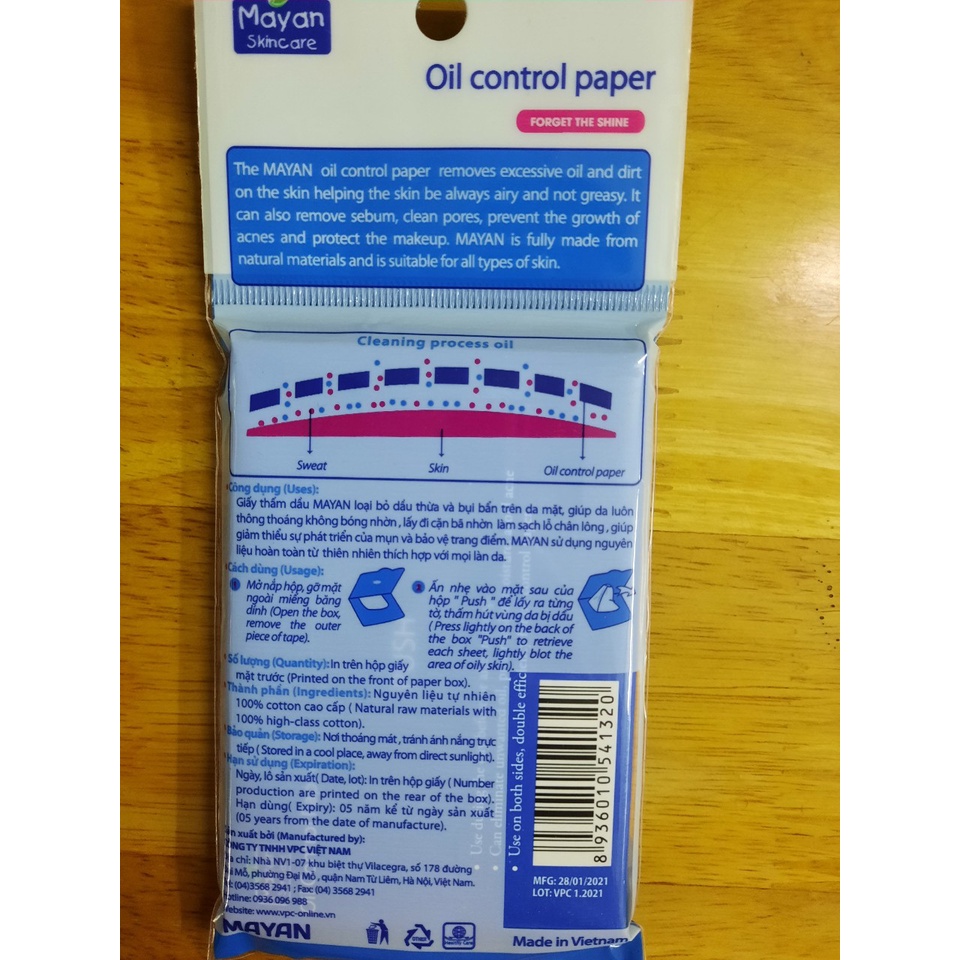 Mayan
Skincare
Oil control paper
FORGET THE SHINE
The MAYAN oil control paper removes excessive oil and dirt
on the skin helping the skin be always airy and not greasy. It
can also remove sebum, clean pores, prevent the growth of
acnes and protect the makeup. MAYAN is fully made from
natural materials and is suitable for all types of skin.
Cleaning process oil
Sweat
Skin
Oil control paper
Công dụng (Uses):
Giấy thấm dầu MAYAN loại bỏ dầu thừa và bụi bẩn trên da mặt, giúp da luôn
thông thoáng không bóng nhờn, lấy đi cặn bã nhờn làm sạch lỗ chân lông, giúp
giảm thiểu sự phát triển của mụn và bảo vệ trang điểm. MAYAN sử dụng nguyên
liệu hoàn toàn từ thiên nhiên thích hợp với mọi làn da.
Cách dùng (Usage):
1 Mở nắp hộp, gỡ mặt
ngoài miếng băng
dính (Open the box,
remove the outer
piece of tape).
2 Ấn nhẹ vào mặt sau của
hộp " Push " để lấy ra từng
tờ, thấm hút vùng da bị dầu
( Press lightly on the back of
the box "Push" to retrieve
each sheet, lightly blot the
area of oily skin).
Số lượng (Quantity): In trên hộp giấy
mặt trước (Printed on the front of paper box).
Thành phần (Ingredients): Nguyên liệu tự nhiên
100% cotton cao cấp ( Natural raw materials with
100% high-class cotton).
Bảo quản (Storage): Nơi thoáng mát, tránh ánh nắng trực
tiếp ( Stored in a cool place, away from direct sunlight).
Hạn sử dụng (Expiration):
Ngày, lô sản xuất( Date, lot): In trên hộp giấy ( Number
production are printed on the rear of the box).
Hạn dùng( Expiry): 05 năm kể từ ngày sản xuất
(05 years from the date of manufacture).
xuất bởi (Manufactured by):
TY TNHH VPC VIỆT NAM
chỉ: Nhà NV1-07 khu biệt thự Vilacegra, số 178 đường
Mỗ, phường Đại Mỗ, quận Nam Từ Liêm, Hà Nội, Việt Nam.
(04)3568 2941 ; Fax: (04) 3568 2941
Hotline: 0936 096 988
website: www.vpc-online.vn
MAYAN
Made in Vietnam
• Use on both sides, double effic
8 936010 541320
MFG: 28/01/2021
LOT: VPC 1.2021